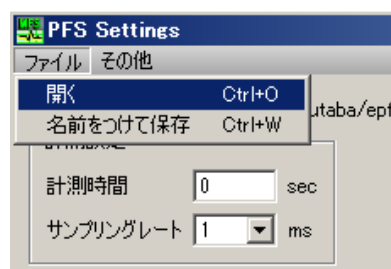 PFS Settings
ファイル その他
開く Ctrl+O
名前をつけて保存 Ctrl+W
utaba/epf
計測時間 0 sec
サンプリングレート 1 ms